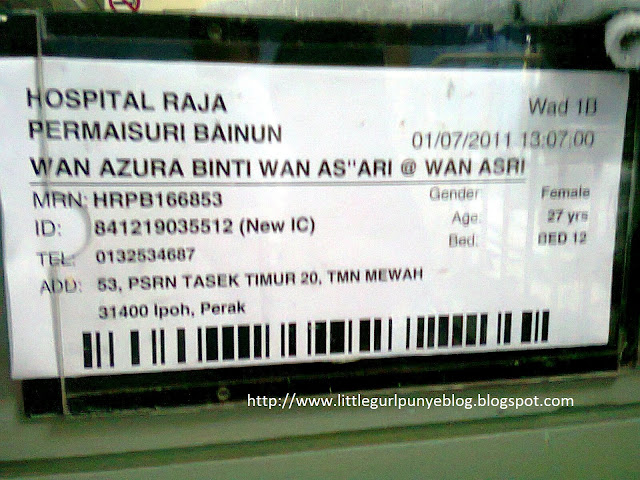 HOSPITAL RAJA
PERMAISURI BAINUN
Wad 1B
01/07/2011 13:07:00
WAN AZURA BINTI WAN AS"ARI @ WAN ASRI
MRN: HRPB166853
Gender: Female
ID: 841219035512 (New IC)
Age: 27 yrs
TEL: 0132534687
Bed: BED 12
ADD: 53, PSRN TASEK TIMUR 20, TMN MEWAH
31400 Ipoh, Perak
http://www.littlegurlpunyeblog.blogspot.com